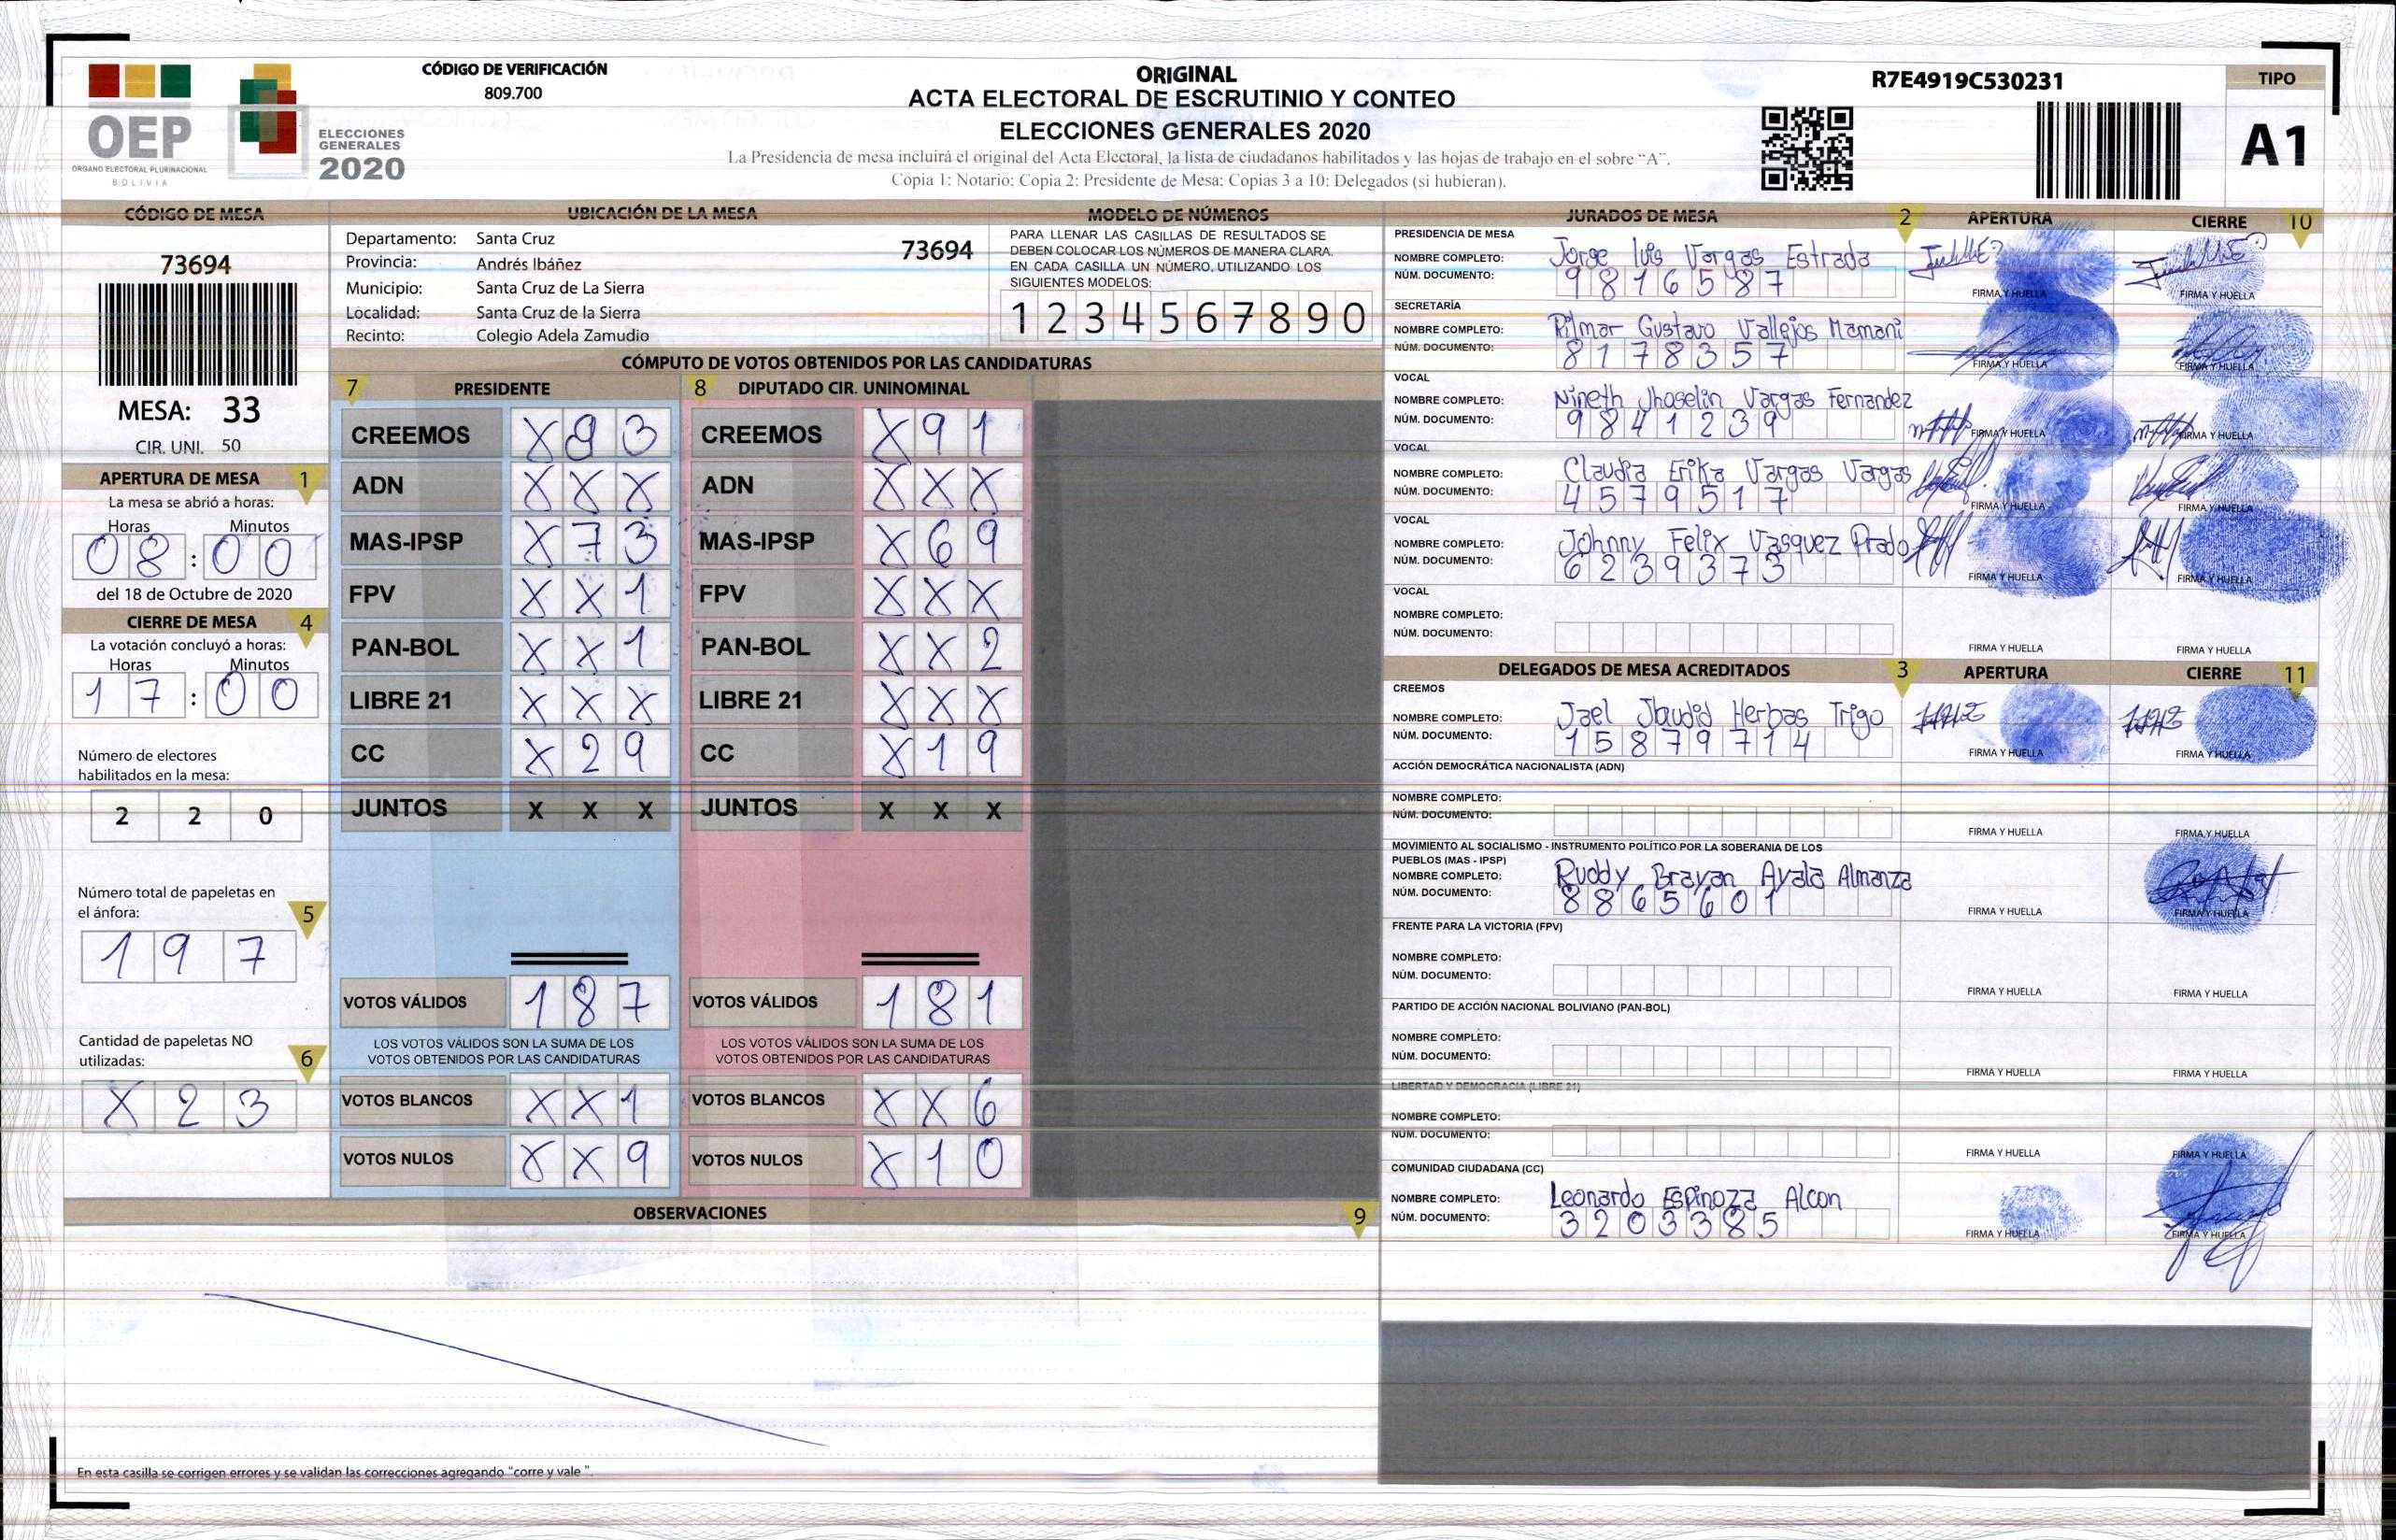 CÓDIGO DE VERIFICACIÓN
809.700
OEP
ORGANO ELECTORAL PLURINACIONAL
BOLIVIA
ELECCIONES
GENERALES
2020
ORIGINAL
ACTA ELECTORAL DE ESCRUTINIO Y CONTEO
ELECCIONES GENERALES 2020
La Presidencia de mesa incluirá el original del Acta Electoral, la lista de ciudadanos habilitados y las hojas de trabajo en el sobre "A".
Copia 1: Notario; Copia 2: Presidente de Mesa; Copias 3 a 10: Delegados (si hubieran).
R7E4919C530231
TIPO
A1
CÓDIGO DE MESA
73694
MESA: 33
CIR. UNI. 50
APERTURA DE MESA 1
La mesa se abrió a horas:
Horas Minutos
08:00
del 18 de Octubre de 2020
CIERRE DE MESA 4
La votación concluyó a horas:
Horas Minutos
17:00
Número de electores
habilitados en la mesa:
2 2 0
Número total de papeletas en
el ánfora: 5
1 9 7
Cantidad de papeletas NO
utilizadas: 6
X 2 3
UBICACIÓN DE LA MESA
Departamento: Santa Cruz 73694
Provincia: Andrés Ibáñez
Municipio: Santa Cruz de La Sierra
Localidad: Santa Cruz de la Sierra
Recinto: Colegio Adela Zamudio
MODELO DE NÚMEROS
PARA LLENAR LAS CASILLAS DE RESULTADOS SE
DEBEN COLOCAR LOS NÚMEROS DE MANERA CLARA.
EN CADA CASILLA UN NÚMERO, UTILIZANDO LOS
SIGUIENTES MODELOS:
1 2 3 4 5 6 7 8 9 0
CÓMPUTO DE VOTOS OBTENIDOS POR LAS CANDIDATURAS
7 PRESIDENTE 8 DIPUTADO CIR. UNINOMINAL
CREEMOS X 8 3 CREEMOS X 9 1
ADN X X X ADN X X X
MAS-IPSP X 7 3 MAS-IPSP X 6 9
FPV X X 1 FPV X X X
PAN-BOL X X 1 PAN-BOL X X 2
LIBRE 21 X X X LIBRE 21 X X X
CC X 2 9 CC X 1 9
JUNTOS X X X JUNTOS X X X
VOTOS VÁLIDOS 1 8 7 VOTOS VÁLIDOS 1 8 1
LOS VOTOS VÁLIDOS SON LA SUMA DE LOS LOS VOTOS VÁLIDOS SON LA SUMA DE LOS
VOTOS OBTENIDOS POR LAS CANDIDATURAS VOTOS OBTENIDOS POR LAS CANDIDATURAS
VOTOS BLANCOS X X 1 VOTOS BLANCOS X X 6
VOTOS NULOS X X 9 VOTOS NULOS X 1 0
OBSERVACIONES 9
En esta casilla se corrigen errores y se validan las correcciones agregando "corre y vale ".
JURADOS DE MESA 2 APERTURA CIERRE 10
PRESIDENCIA DE MESA
NOMBRE COMPLETO: Jorge luis Vargas Estrada
NÚM. DOCUMENTO: 9816587
FIRMA Y HUELLA FIRMA Y HUELLA
SECRETARÍA
NOMBRE COMPLETO: Rilmar Gustavo Vallejos Mamani
NÚM. DOCUMENTO: 8178357
FIRMA Y HUELLA FIRMA Y HUELLA
VOCAL
NOMBRE COMPLETO: Nineth Jhoselin Vargas Fernandez
NÚM. DOCUMENTO: 9841239
FIRMA Y HUELLA FIRMA Y HUELLA
VOCAL
NOMBRE COMPLETO: Claudia Erika Vargas Vargas
NÚM. DOCUMENTO: 4579517
FIRMA Y HUELLA FIRMA Y HUELLA
VOCAL
NOMBRE COMPLETO: Johnny Felix Vasquez Prado
NÚM. DOCUMENTO: 6239373
FIRMA Y HUELLA FIRMA Y HUELLA
VOCAL
NOMBRE COMPLETO:
NÚM. DOCUMENTO:
FIRMA Y HUELLA FIRMA Y HUELLA
DELEGADOS DE MESA ACREDITADOS 3 APERTURA CIERRE 11
CREEMOS
NOMBRE COMPLETO: Jael Herbas Trigo
NÚM. DOCUMENTO: 15879714
FIRMA Y HUELLA FIRMA Y HUELLA
ACCIÓN DEMOCRÁTICA NACIONALISTA (ADN)
NOMBRE COMPLETO:
NÚM. DOCUMENTO:
FIRMA Y HUELLA FIRMA Y HUELLA
MOVIMIENTO AL SOCIALISMO - INSTRUMENTO POLÍTICO POR LA SOBERANIA DE LOS
PUEBLOS (MAS - IPSP)
NOMBRE COMPLETO: Ruddy Brayan Ayala Almanza
NÚM. DOCUMENTO: 8865601
FIRMA Y HUELLA FIRMA Y HUELLA
FRENTE PARA LA VICTORIA (FPV)
NOMBRE COMPLETO:
NÚM. DOCUMENTO:
FIRMA Y HUELLA FIRMA Y HUELLA
PARTIDO DE ACCIÓN NACIONAL BOLIVIANO (PAN-BOL)
NOMBRE COMPLETO:
NÚM. DOCUMENTO:
FIRMA Y HUELLA FIRMA Y HUELLA
LIBERTAD Y DEMOCRACIA (LIBRE 21)
NOMBRE COMPLETO:
NÚM. DOCUMENTO:
FIRMA Y HUELLA FIRMA Y HUELLA
COMUNIDAD CIUDADANA (CC)
NOMBRE COMPLETO: Leonardo Espinoza Alcon
NÚM. DOCUMENTO: 3203385
FIRMA Y HUELLA FIRMA Y HUELLA